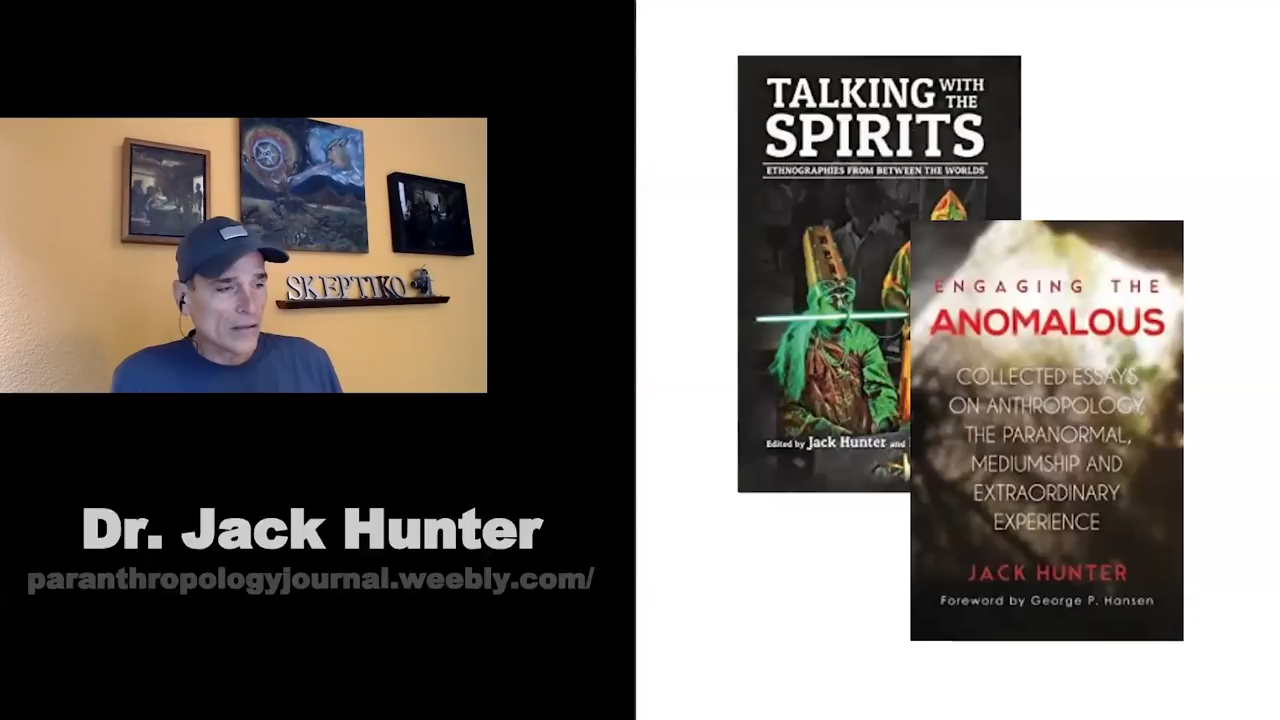 SKEPTIKO
Dr. Jack Hunter
paranthropologyjournal.weebly.com/
TALKING WITH THE
SPIRITS
ETHNOGRAPHIES FROM BETWEEN THE WORLDS
Edited by Jack Hunter and
ENGAGING THE
ANOMALOUS
COLLECTED ESSAYS
ON ANTHROPOLOGY,
THE PARANORMAL,
MEDIUMSHIP AND
EXTRAORDINARY
EXPERIENCE
JACK HUNTER
Foreword by George P. Hansen